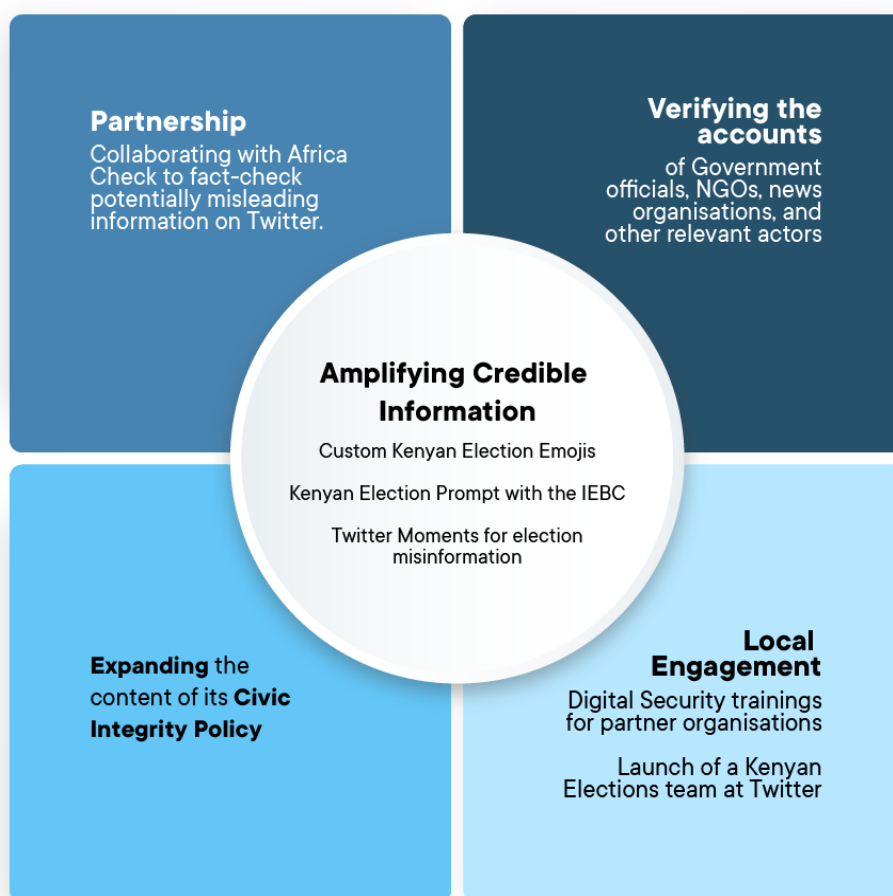 Partnership
Collaborating with Africa
Check to fact-check
potentially misleading
information on Twitter.
Verifying the
accounts
of Government
officials, NGOs, news
organisations, and
other relevant actors
Amplifying Credible
Information
Custom Kenyan Election Emojis
Kenyan Election Prompt with the IEBC
Twitter Moments for election
misinformation
Expanding the
content of its Civic
Integrity Policy
Local
Engagement
Digital Security trainings
for partner organisations
Launch of a Kenyan
Elections team at Twitter